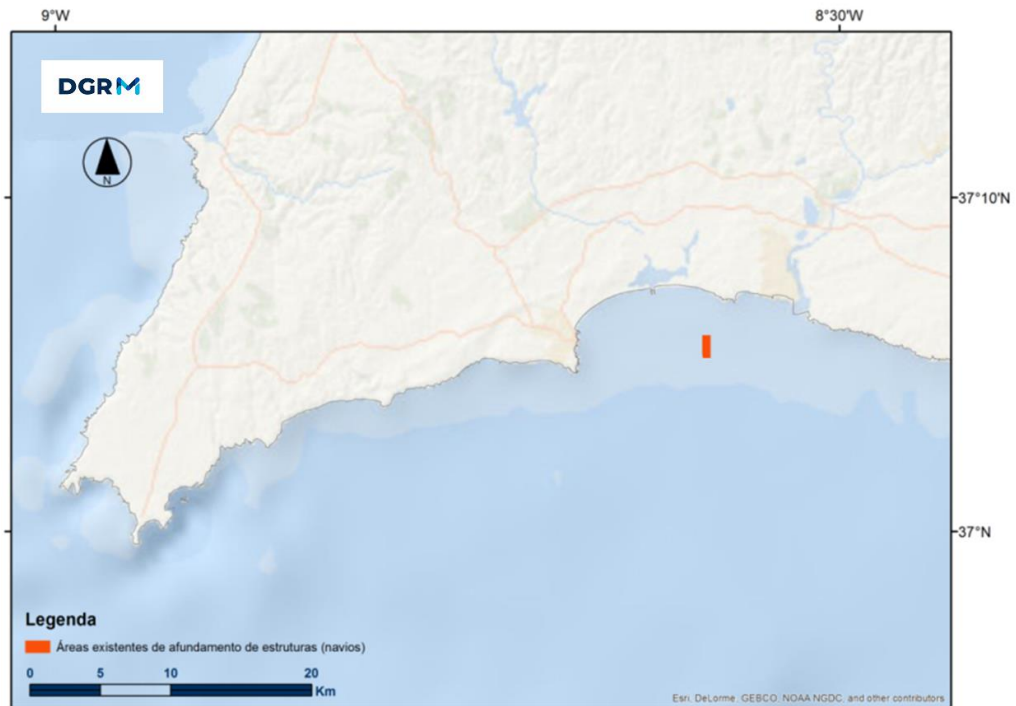 9°W
8°30'W
DGRM
N
37°10'N
37°N
Legenda
Áreas existentes de afundamento de estruturas (navios)
0 5 10 20
Km
Esri, DeLorme, GEBCO, NOAA NGDC, and other contributors